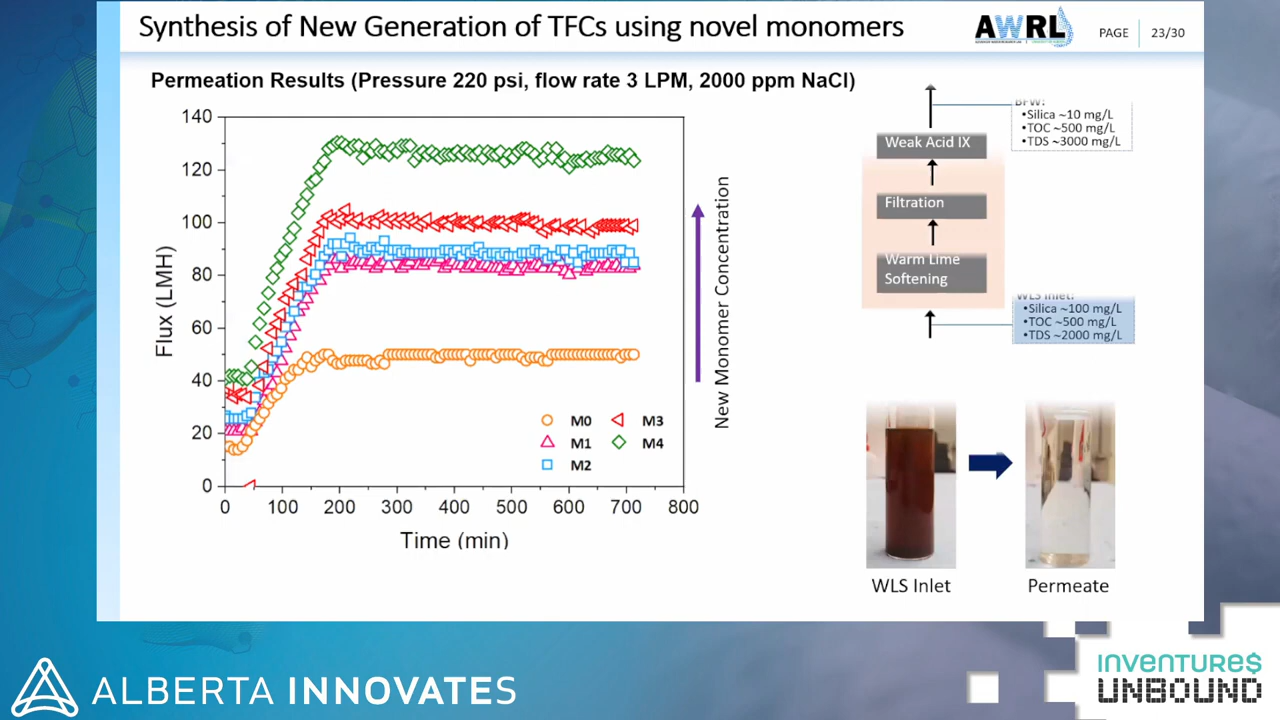 Synthesis of New Generation of TFCs using novel monomers
AWRL
PAGE
23/30
Permeation Results (Pressure 220 psi, flow rate 3 LPM, 2000 ppm NaCl)
140
120
100
80
60
40
20
0
Flux (LMH)
0 100 200 300 400 500 600 700 800
Time (min)
M0
M1
M2
M3
M4
New Monomer Concentration
BFW:
•Silica ~10 mg/L
•TOC ~500 mg/L
•TDS ~3000 mg/L
Weak Acid IX
Filtration
Warm Lime
Softening
WLS Inlet:
•Silica ~100 mg/L
•TOC ~500 mg/L
•TDS ~2000 mg/L
WLS Inlet
Permeate
ALBERTA INNOVATES
INVENTURE$
UNBOUND